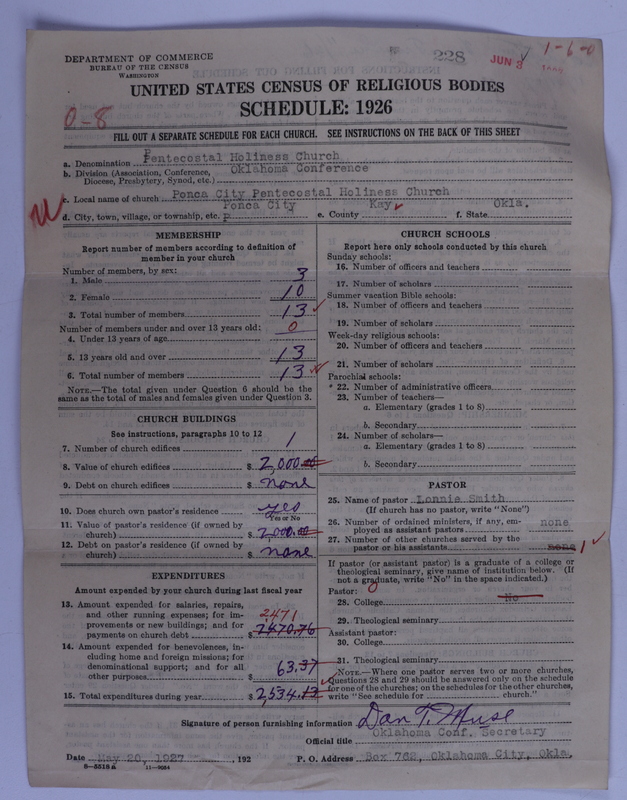 228
JUN 3
1-6-0
DEPARTMENT OF COMMERCE
BUREAU OF THE CENSUS
WASHINGTON
UNITED STATES CENSUS OF RELIGIOUS BODIES
SCHEDULE: 1926
0-8
FILL OUT A SEPARATE SCHEDULE FOR EACH CHURCH. SEE INSTRUCTIONS ON THE BACK OF THIS SHEET
a. Denomination Pentecostal Holiness Church
b. Division (Association, Conference, Diocese, Presbytery, Synod, etc.) Oklahoma Conference
c. Local name of church Ponca City Pentecostal Holiness Church
d. City, town, village, or township, etc. Ponca City e. County Kay f. State Okla.
MEMBERSHIP
Report number of members according to definition of
member in your church
Number of members, by sex:
1. Male 3
2. Female 10
3. Total number of members 13
Number of members under and over 13 years old:
4. Under 13 years of age 0
5. 13 years old and over 13
6. Total number of members 13
NOTE.—The total given under Question 6 should be the
same as the total of males and females given under Question 3.
CHURCH BUILDINGS
See instructions, paragraphs 10 to 12
7. Number of church edifices 1
8. Value of church edifices $ 2,000.00
9. Debt on church edifices $ none
10. Does church own pastor's residence yes
Yes or No
11. Value of pastor's residence (if owned by
church) $ 2,000.00
12. Debt on pastor's residence (if owned by
church) $ none
EXPENDITURES
Amount expended by your church during last fiscal year
13. Amount expended for salaries, repairs,
and other running expenses; for im-
provements or new buildings; and for 2,471
payments on church debt $ 2470.76
14. Amount expended for benevolences, in-
cluding home and foreign missions; for
denominational support; and for all
other purposes $ 63.37
15. Total expenditures during year $ 2,534.13
CHURCH SCHOOLS
Report here only schools conducted by this church
Sunday schools:
16. Number of officers and teachers
17. Number of scholars
Summer vacation Bible schools:
18. Number of officers and teachers
19. Number of scholars
Week-day religious schools:
20. Number of officers and teachers
21. Number of scholars
Parochial schools:
22. Number of administrative officers
23. Number of teachers—
a. Elementary (grades 1 to 8)
b. Secondary
24. Number of scholars—
a. Elementary (grades 1 to 8)
b. Secondary
PASTOR
25. Name of pastor Lonnie Smith
(If church has no pastor, write "None")
26. Number of ordained ministers, if any, em-
ployed as assistant pastors none
27. Number of other churches served by the
pastor or his assistants none 1
If pastor (or assistant pastor) is a graduate of a college or
theological seminary, give name of institution below. (If
not a graduate, write "No" in the space indicated.)
Pastor:
28. College No
29. Theological seminary
Assistant pastor:
30. College
31. Theological seminary
NOTE.—Where one pastor serves two or more churches,
Questions 28 and 29 should be answered only on the schedule
for one of the churches; on the schedules for the other churches,
write "See schedule for church."
Signature of person furnishing information Dan T. Muse
Official title Oklahoma Conf. Secretary
Date May 20, 1927, 192 P. O. Address Box 762, Oklahoma City, Okla.
8-5518a 11-9034